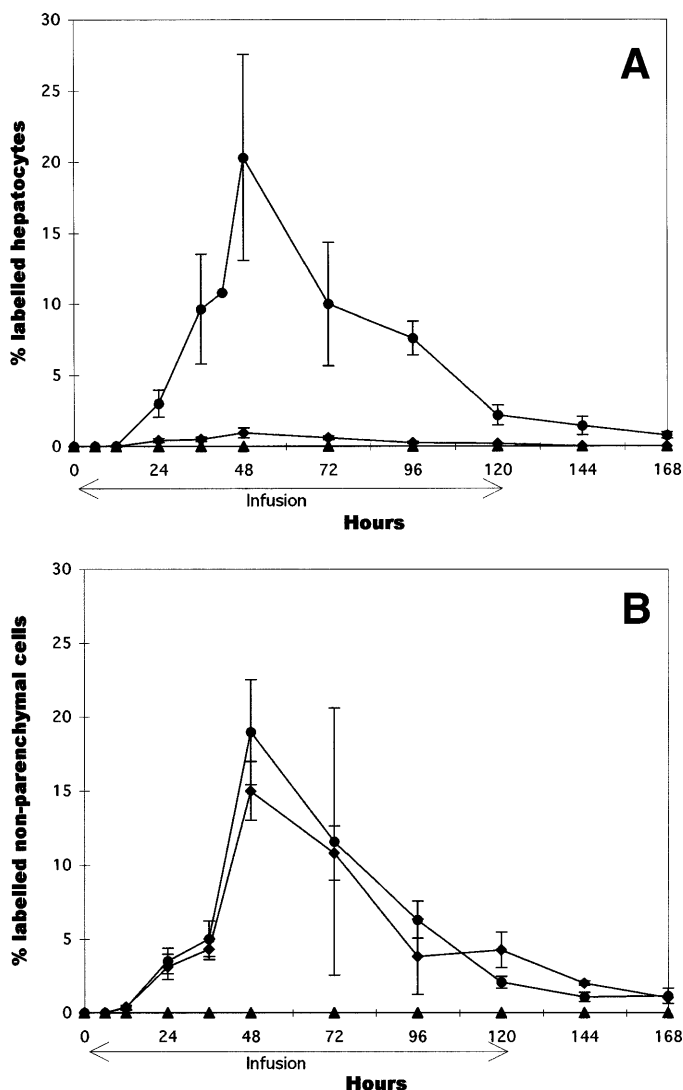 A
% labelled hepatocytes
30
25
20
15
10
5
0
0 24 48 72 96 120 144 168
Infusion
Hours
B
% labelled non-parenchymal cells
30
25
20
15
10
5
0
0 24 48 72 96 120 144 168
Infusion
Hours